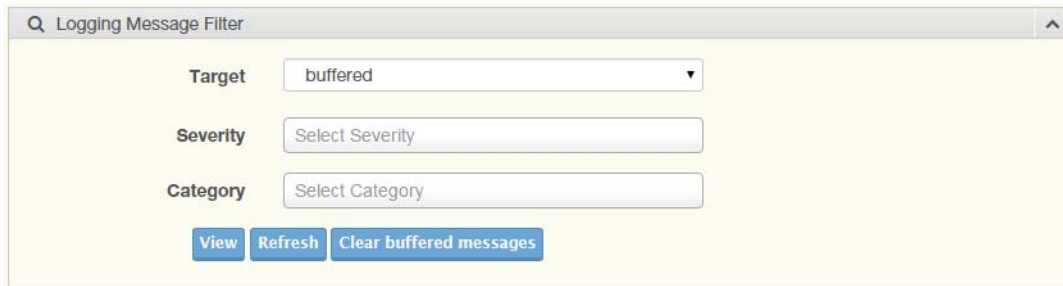 Logging Message Filter
Target buffered
Severity Select Severity
Category Select Category
View Refresh Clear buffered messages